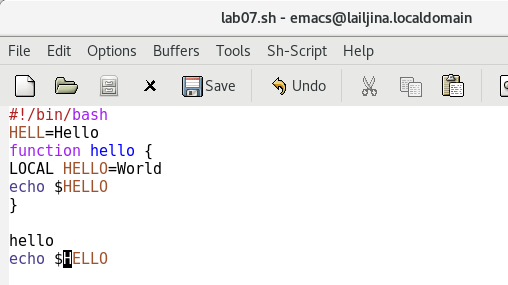 lab07.sh - emacs@lailjina.localdomain
File Edit Options Buffers Tools Sh-Script Help
Save Undo
#!/bin/bash
HELL=Hello
function hello {
LOCAL HELLO=World
echo $HELLO
}
hello
echo $HELLO